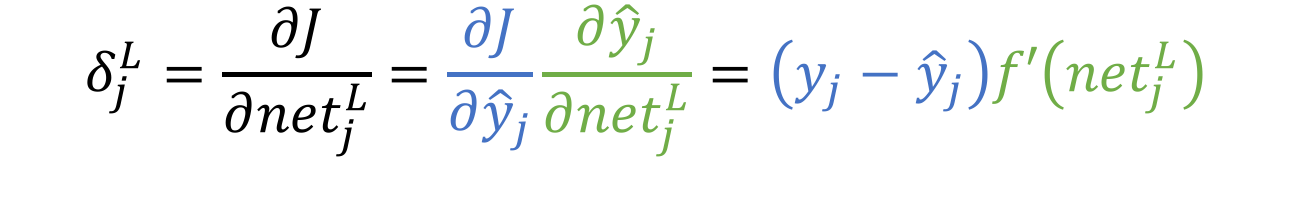 δ_j^L = ∂J/∂net_j^L = ∂J/∂ŷ_j ∂ŷ_j/∂net_j^L = (y_j − ŷ_j)f′(net_j^L)